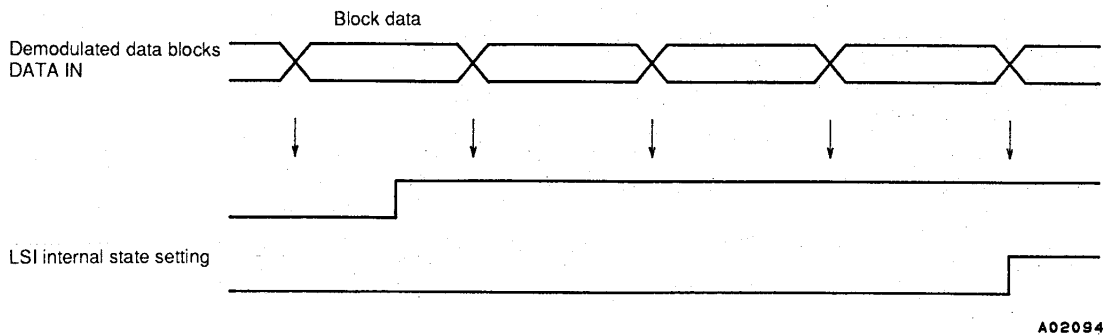 Block data
Demodulated data blocks
DATA IN
LSI internal state setting
A02094